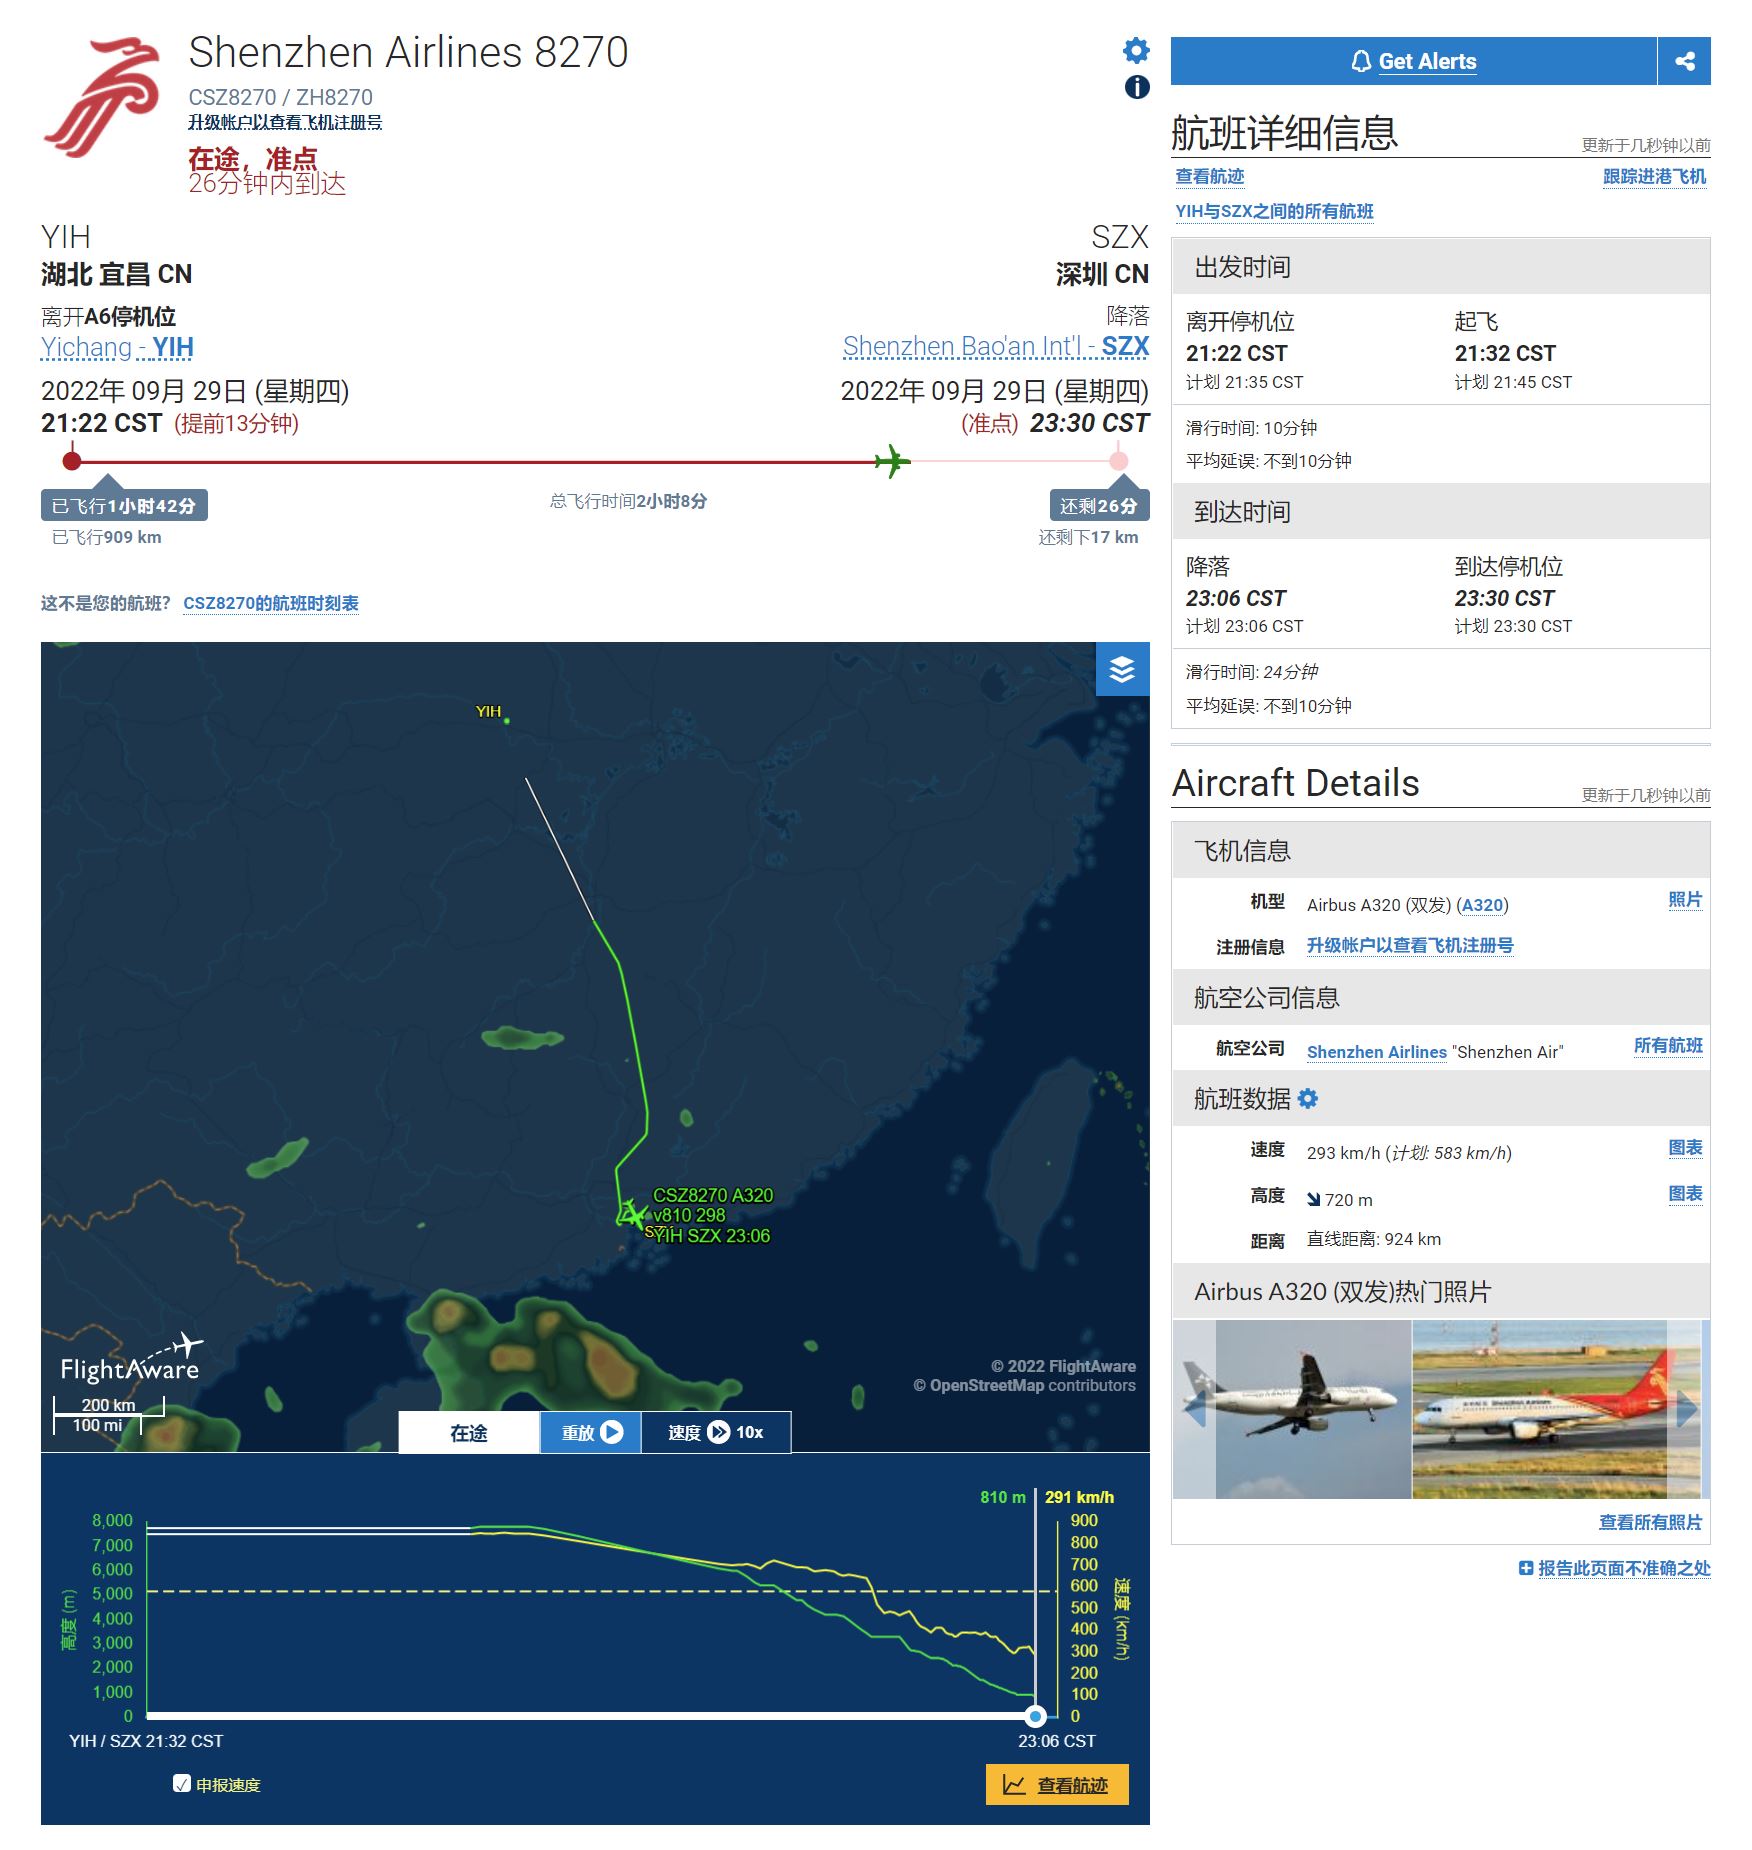 Shenzhen Airlines 8270
CSZ8270 / ZH8270
升级帐户以查看飞机注册号
在途，准点
26分钟内到达
YIH
湖北 宜昌 CN
离开A6停机位
Yichang - YIH
2022年 09月 29日 (星期四)
21:22 CST (提前13分钟)
SZX
深圳 CN
降落
Shenzhen Bao'an Int'l - SZX
2022年 09月 29日 (星期四)
(准点) 23:30 CST
已飞行1小时42分
已飞行909 km
总飞行时间2小时8分
还剩26分
还剩下17 km
这不是您的航班? CSZ8270的航班时刻表
YIH
CSZ8270 A320
v810 298
YIH SZX 23:06
FlightAware
200 km
100 mi
© 2022 FlightAware
© OpenStreetMap contributors
在途 重放 速度 10x
810 m 291 km/h
8,000
7,000
6,000
5,000
4,000
3,000
2,000
1,000
0
高度 (m)
900
800
700
600
500
400
300
200
100
0
速度 (km/h)
YIH / SZX 21:32 CST
23:06 CST
申报速度
查看航迹
Get Alerts
航班详细信息
更新于几秒钟以前
查看航迹
跟踪进港飞机
YIH与SZX之间的所有航班
出发时间
离开停机位
21:22 CST
计划 21:35 CST
起飞
21:32 CST
计划 21:45 CST
滑行时间: 10分钟
平均延误: 不到10分钟
到达时间
降落
23:06 CST
计划 23:06 CST
到达停机位
23:30 CST
计划 23:30 CST
滑行时间: 24分钟
平均延误: 不到10分钟
Aircraft Details
更新于几秒钟以前
飞机信息
机型 Airbus A320 (双发) (A320) 照片
注册信息 升级帐户以查看飞机注册号
航空公司信息
航空公司 Shenzhen Airlines "Shenzhen Air" 所有航班
航班数据
速度 293 km/h (计划: 583 km/h) 图表
高度 720 m 图表
距离 直线距离: 924 km
Airbus A320 (双发)热门照片
查看所有照片
报告此页面不准确之处